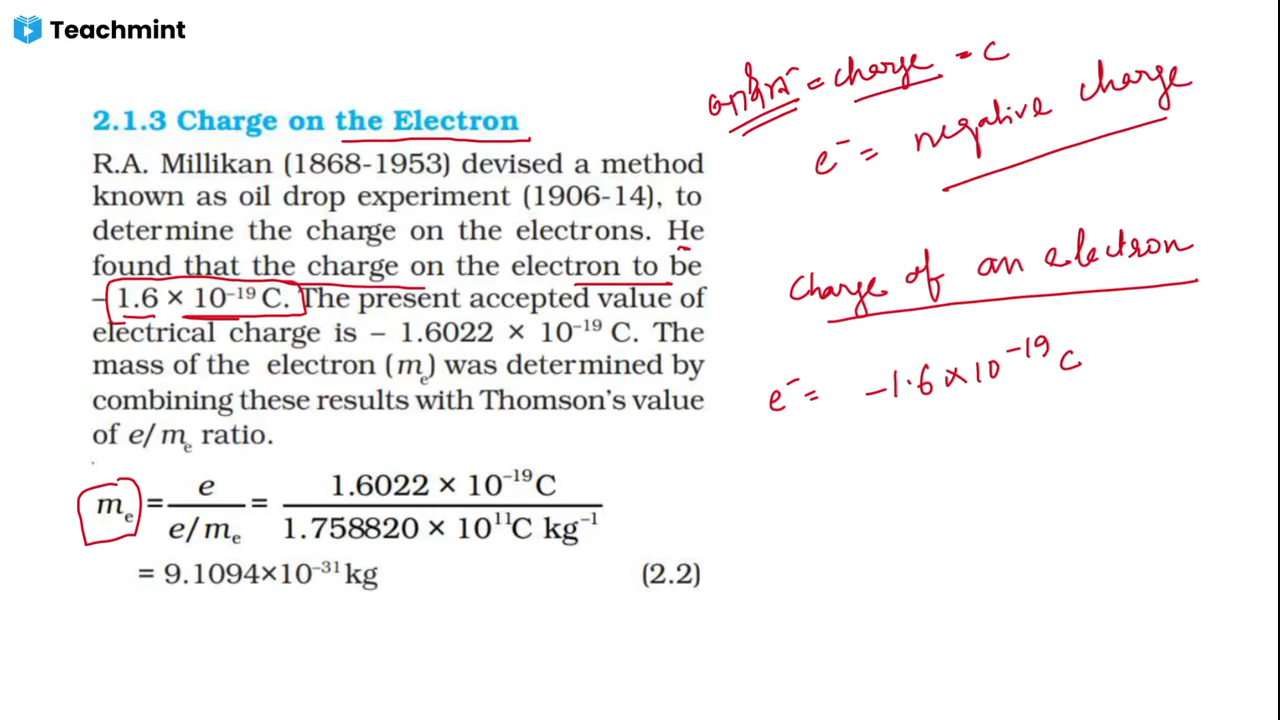 Teachmint
2.1.3 Charge on the Electron
R.A. Millikan (1868-1953) devised a method
known as oil drop experiment (1906-14), to
determine the charge on the electrons. He
found that the charge on the electron to be
– 1.6 × 10⁻¹⁹ C. The present accepted value of
electrical charge is – 1.6022 × 10⁻¹⁹ C. The
mass of the electron (mₑ) was determined by
combining these results with Thomson's value
of e/mₑ ratio.
mₑ = e / e/mₑ = 1.6022 × 10⁻¹⁹C / 1.758820 × 10¹¹C kg⁻¹
= 9.1094×10⁻³¹ kg (2.2)
= charge = C
e⁻ = negative charge
Charge of an electron
e⁻ = -1.6 × 10⁻¹⁹ C